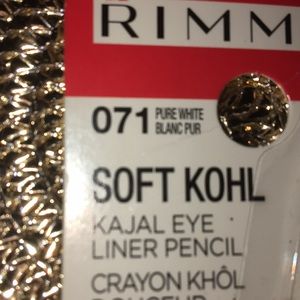 RIMM
071 PURE WHITE
BLANC PUR
SOFT KOHL
KAJAL EYE
LINER PENCIL
CRAYON KHÔL